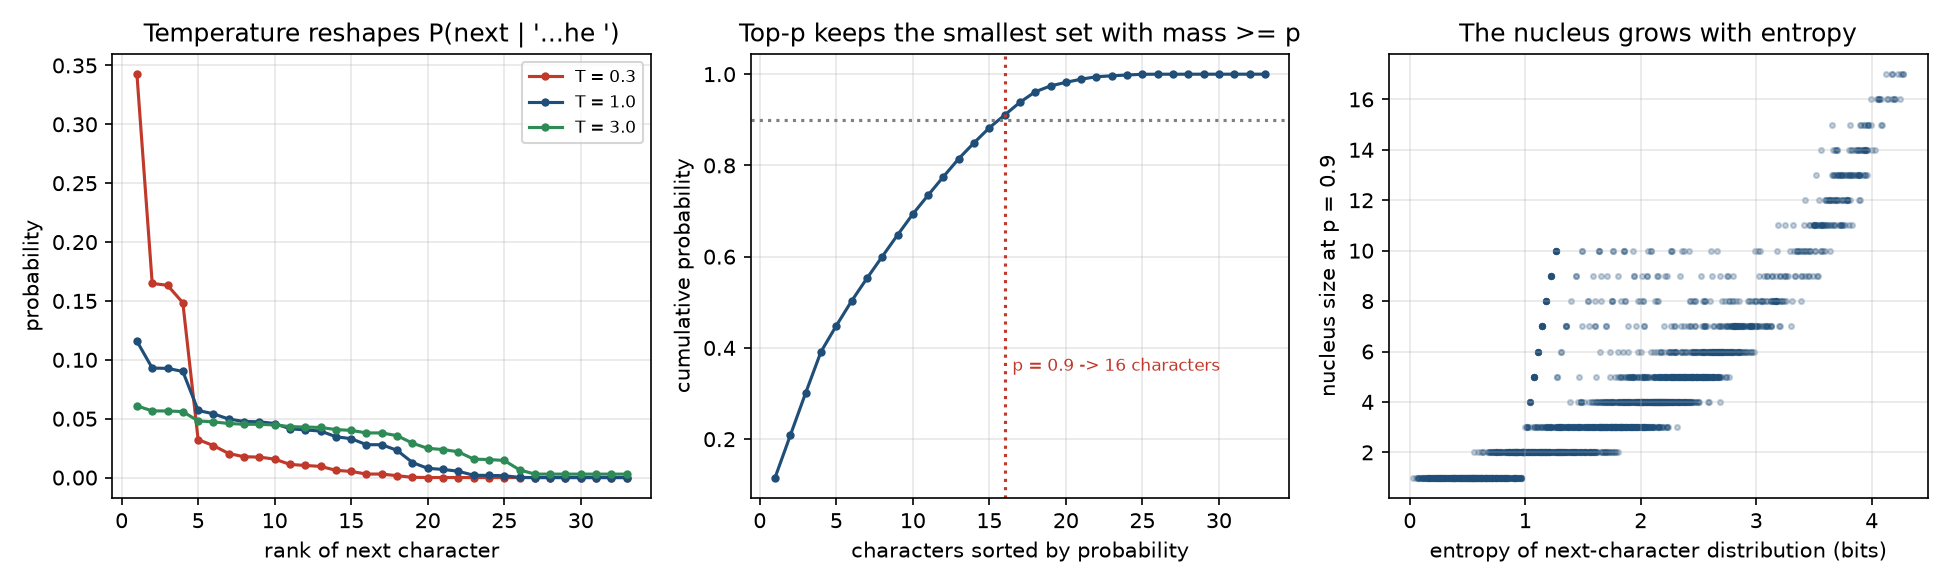 Temperature reshapes P(next | '...he ')
0.35
0.30
0.25
0.20
0.15
0.10
0.05
0.00
probability
T = 0.3
T = 1.0
T = 3.0
0 5 10 15 20 25 30
rank of next character
Top-p keeps the smallest set with mass >= p
1.0
0.8
0.6
0.4
0.2
cumulative probability
p = 0.9 -> 16 characters
0 5 10 15 20 25 30
characters sorted by probability
The nucleus grows with entropy
16
14
12
10
8
6
4
2
nucleus size at p = 0.9
0 1 2 3 4
entropy of next-character distribution (bits)